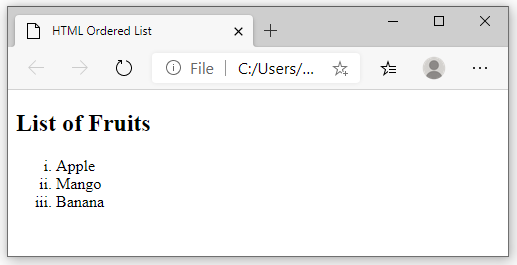 HTML Ordered List
File | C:/Users/...
List of Fruits
i. Apple
ii. Mango
iii. Banana